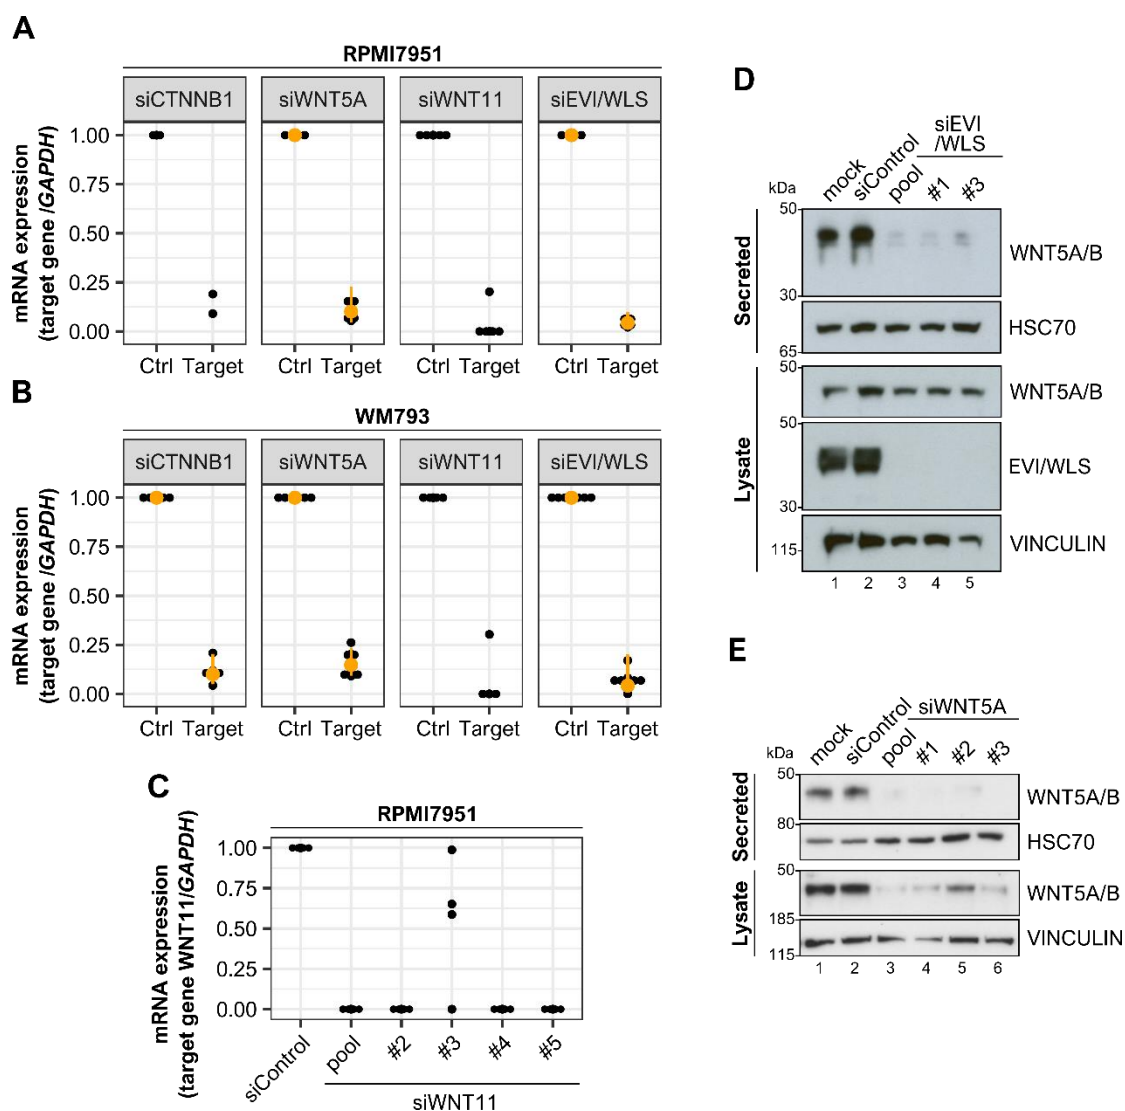 A
RPMI7951
siCTNNB1 siWNT5A siWNT11 siEVI/WLS
mRNA expression
(target gene /GAPDH)
1.00
0.75
0.50
0.25
0.00
Ctrl Target Ctrl Target Ctrl Target Ctrl Target
B
WM793
siCTNNB1 siWNT5A siWNT11 siEVI/WLS
mRNA expression
(target gene /GAPDH)
1.00
0.75
0.50
0.25
0.00
Ctrl Target Ctrl Target Ctrl Target Ctrl Target
C
RPMI7951
mRNA expression
(target gene WNT11/GAPDH)
1.00
0.75
0.50
0.25
0.00
siControl pool #2 #3 #4 #5
siWNT11
D
siEVI
/WLS
kDa mock siControl pool #1 #3
Secreted
50
WNT5A/B
30
HSC70
65
Lysate
50
WNT5A/B
50
EVI/WLS
30
VINCULIN
115
1 2 3 4 5
E
siWNT5A
kDa mock siControl pool #1 #2 #3
Secreted
50
WNT5A/B
80
HSC70
Lysate
50
WNT5A/B
185
VINCULIN
115
1 2 3 4 5 6